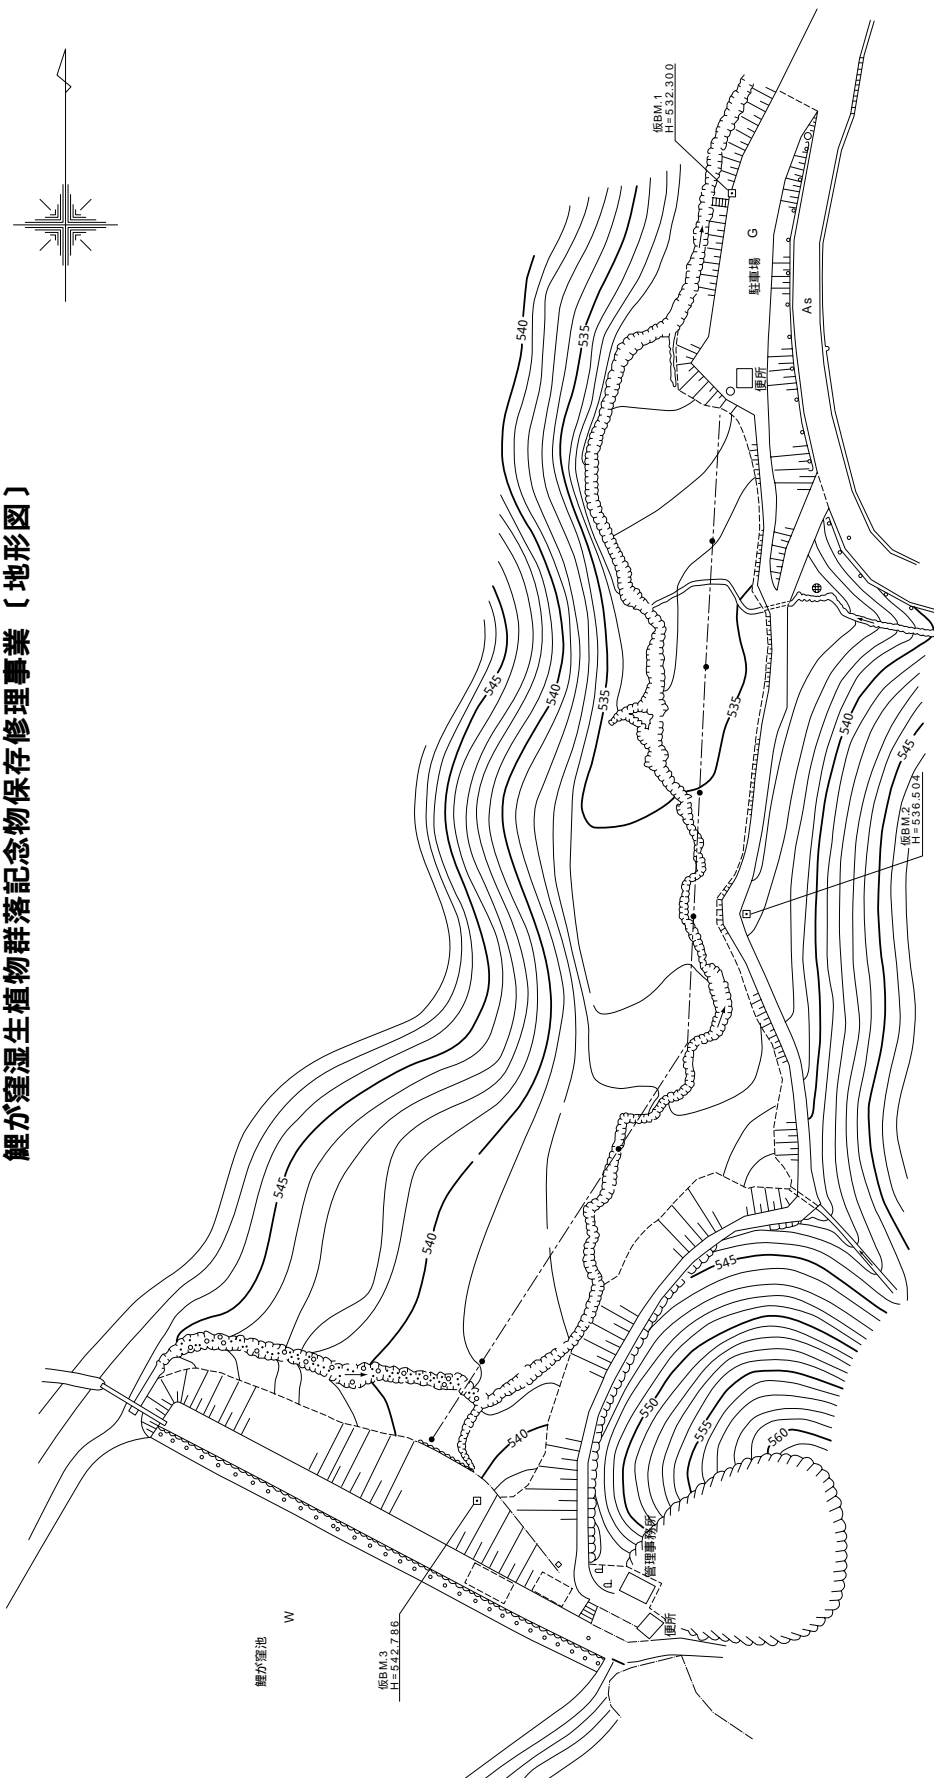 鯉が窪湿生植物群落記念物保存修理事業 〔 地形図 〕
仮BM.1
H=532.300
G
駐車場
As
便所
540
535
545
540
535
535
540
545
仮BM.2
H=536.504
545
540
545
550
555
560
540
管理事務所
便所
W
鯉が窪池
仮BM.3
H=542.786